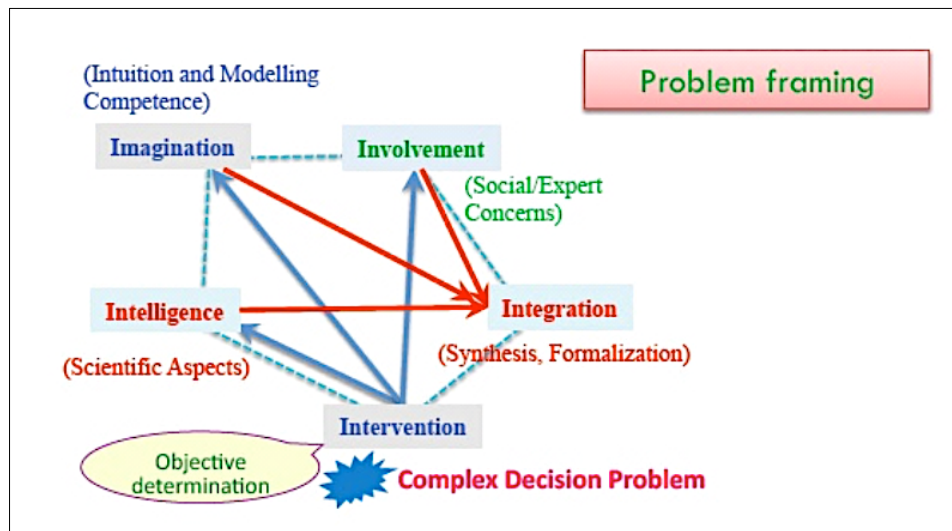 Problem framing
(Intuition and Modelling
Competence)
Imagination
Involvement
(Social/Expert
Concerns)
Intelligence
Integration
(Scientific Aspects)
(Synthesis, Formalization)
Intervention
Objective
determination
Complex Decision Problem